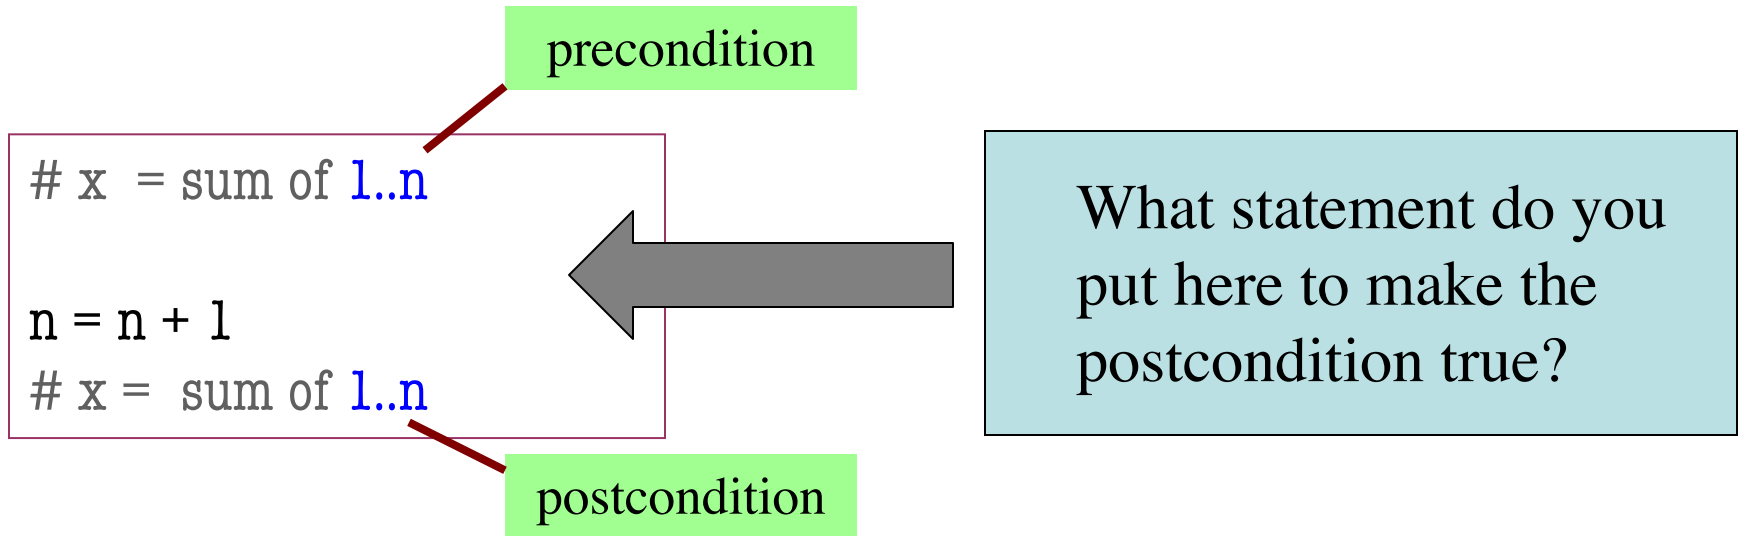 precondition
# x = sum of 1..n
n = n + 1
# x = sum of 1..n
postcondition
What statement do you
put here to make the
postcondition true?